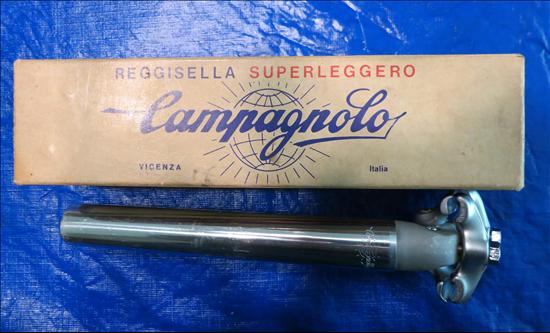 REGGISELLA SUPERLEGGERO
Campagnolo
VICENZA Italia